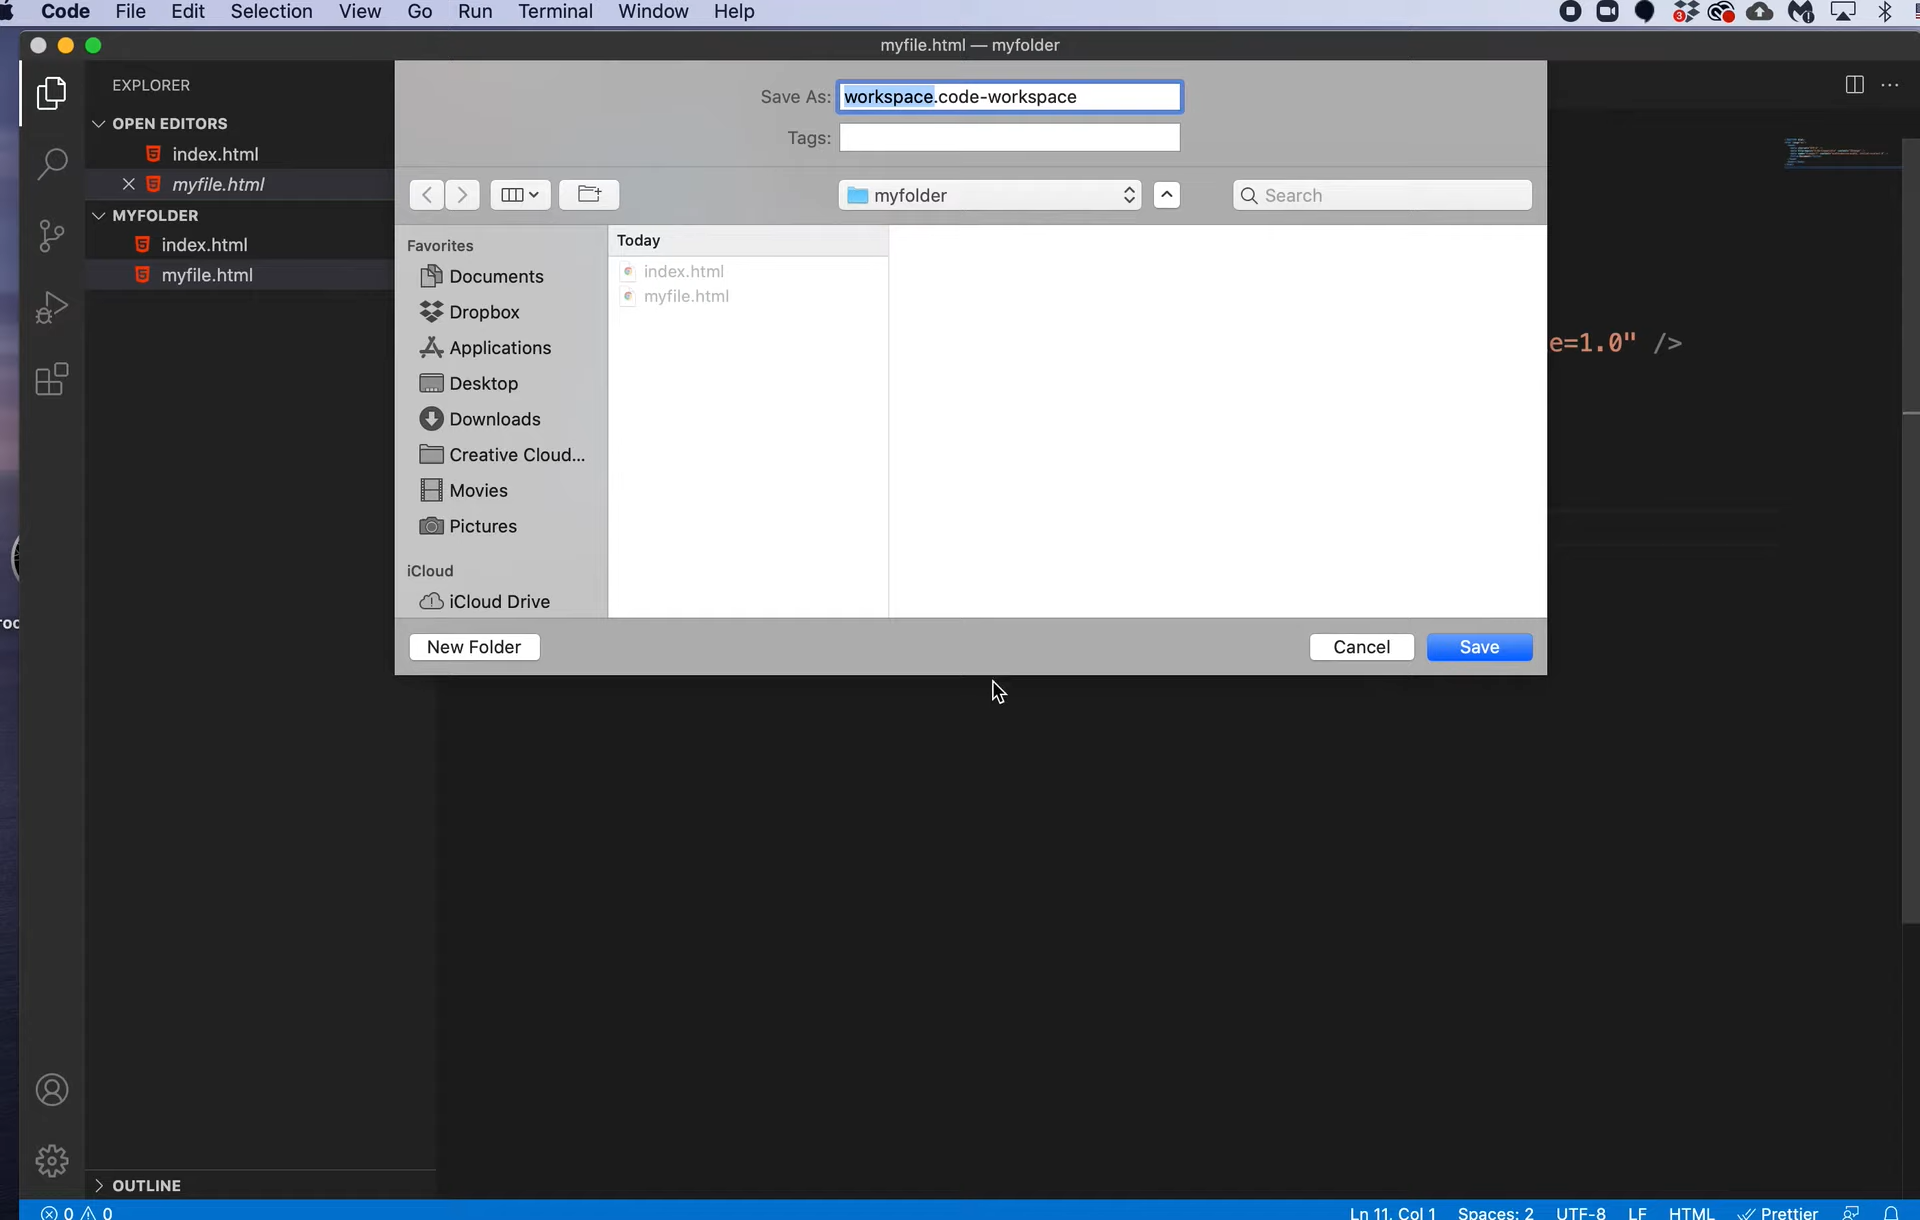 Code File Edit Selection View Go Run Terminal Window Help
3
myfile.html — myfolder
EXPLORER
OPEN EDITORS
index.html
myfile.html
MYFOLDER
index.html
myfile.html
OUTLINE
Save As: workspace.code-workspace
Tags:
myfolder
Search
Favorites
Documents
Dropbox
Applications
Desktop
Downloads
Creative Cloud...
Movies
Pictures
iCloud
iCloud Drive
Today
index.html
myfile.html
New Folder
Cancel
Save
e=1.0" />
0 0
Ln 11, Col 1 Spaces: 2 UTF-8 LF HTML Prettier